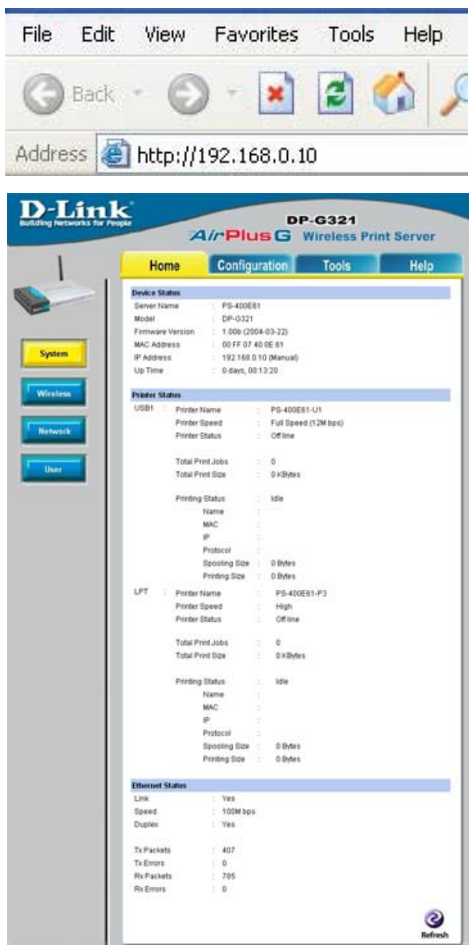 File Edit View Favorites Tools Help
Back
Address http://192.168.0.10
D-Link
Building Networks for People
DP-G321
AirPlus G Wireless Print Server
Home Configuration Tools Help
System
Wireless
Network
User
Device Status
Server Name : PS-400E61
Model : DP-G321
Firmware Version : 1.00b (2004-03-22)
MAC Address : 00 FF 07 40 0E 61
IP Address : 192.168.0.10 (Manual)
Up Time : 0 days, 00:13:20
Printer Status
USB1 : Printer Name : PS-400E61-U1
Printer Speed : Full Speed (12M bps)
Printer Status : Off line
Total Print Jobs : 0
Total Print Size : 0 KBytes
Printing Status : Idle
Name :
MAC :
IP :
Protocol :
Spooling Size : 0 Bytes
Printing Size : 0 Bytes
LPT : Printer Name : PS-400E61-P3
Printer Speed : High
Printer Status : Off line
Total Print Jobs : 0
Total Print Size : 0 KBytes
Printing Status : Idle
Name :
MAC :
IP :
Protocol :
Spooling Size : 0 Bytes
Printing Size : 0 Bytes
Ethernet Status
Link : Yes
Speed : 100M bps
Duplex : Yes
Tx Packets : 407
Tx Errors : 0
Rx Packets : 785
Rx Errors : 0
Refresh